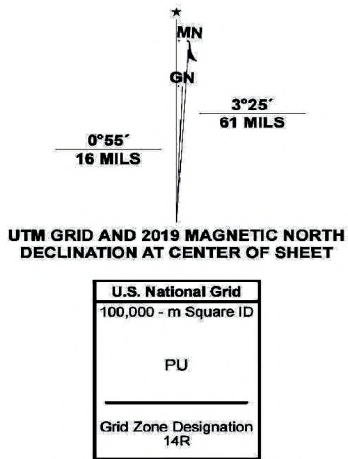 MN
GN
3°25´
61 MILS
0°55´
16 MILS
UTM GRID AND 2019 MAGNETIC NORTH
DECLINATION AT CENTER OF SHEET
U.S. National Grid
100,000 - m Square ID
PU
Grid Zone Designation
14R